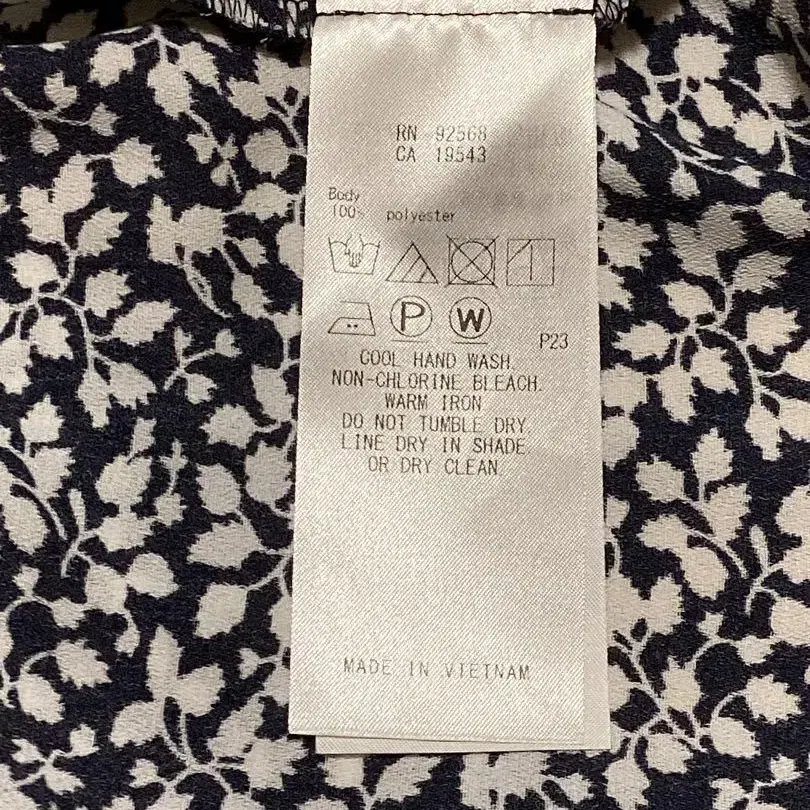 RN 92568
CA 19543
Body
100% polyester
P W
P23
COOL HAND WASH.
NON-CHLORINE BLEACH.
WARM IRON
DO NOT TUMBLE DRY.
LINE DRY IN SHADE.
OR DRY CLEAN
MADE IN VIETNAM